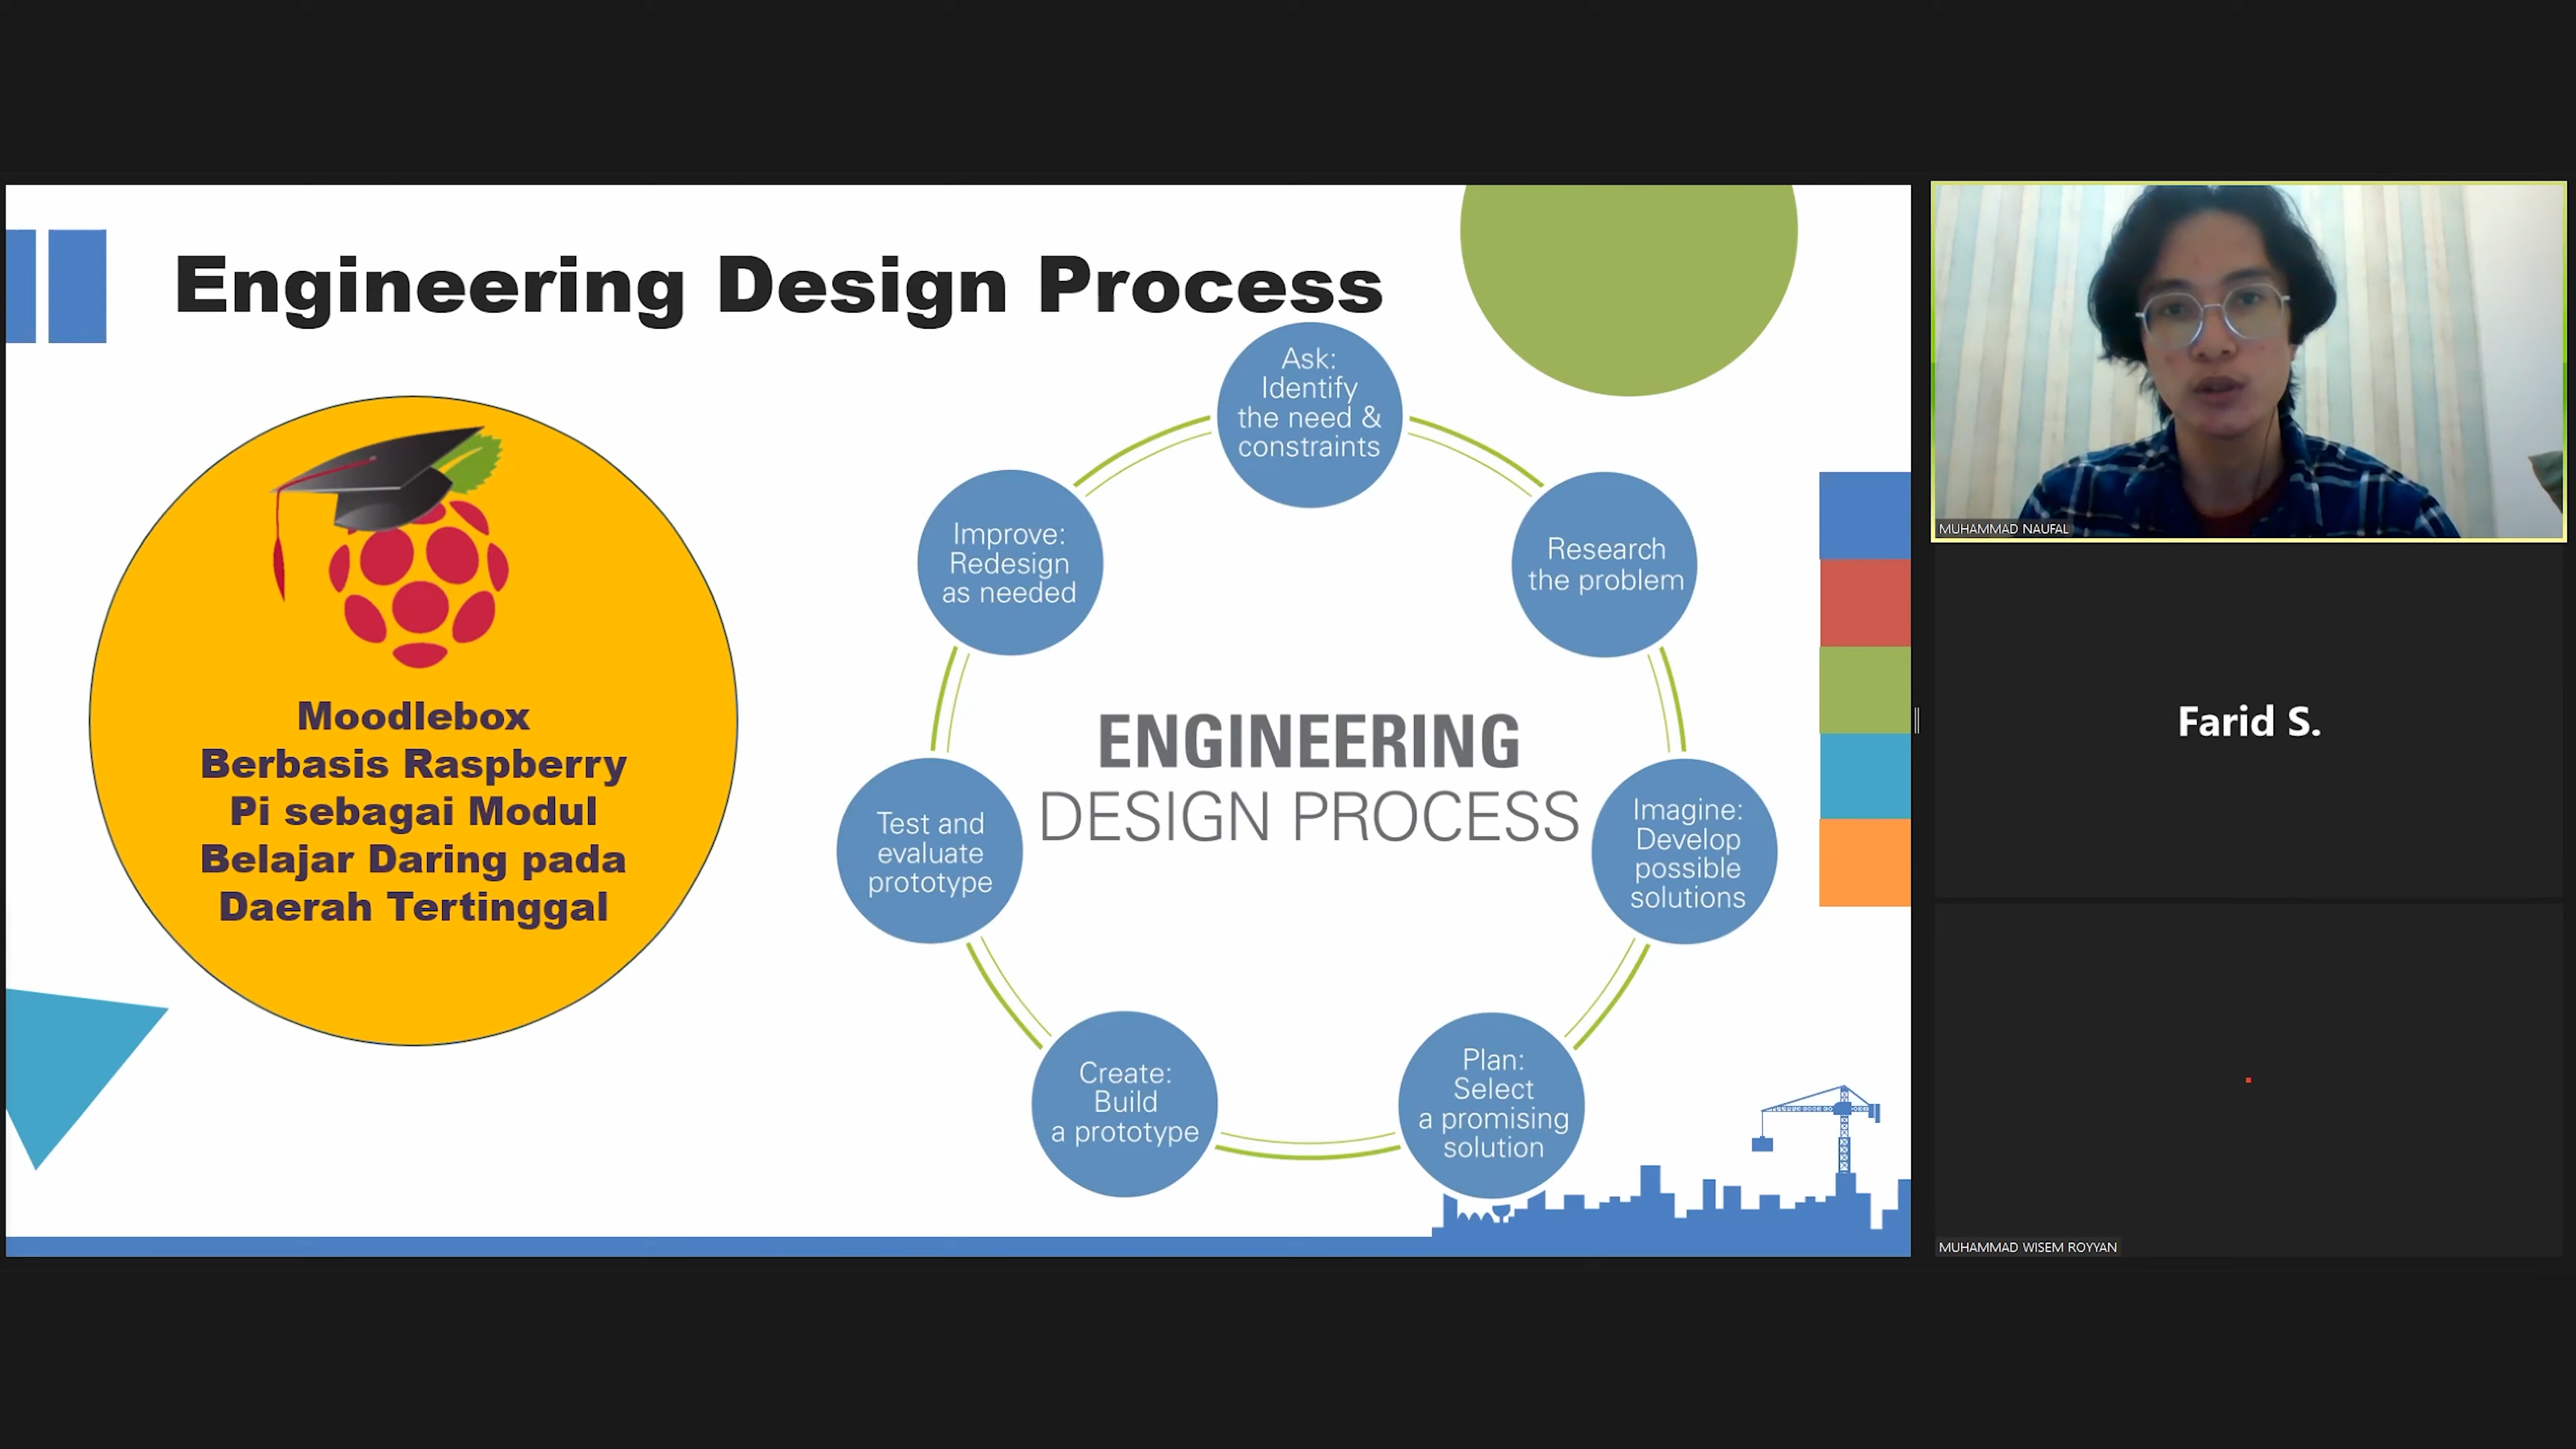 Engineering Design Process
Moodlebox
Berbasis Raspberry
Pi sebagai Modul
Belajar Daring pada
Daerah Tertinggal
Ask:
Identify
the need &
constraints
Research
the problem
Imagine:
Develop
possible
solutions
Plan:
Select
a promising
solution
Create:
Build
a prototype
Test and
evaluate
prototype
Improve:
Redesign
as needed
ENGINEERING
DESIGN PROCESS
MUHAMMAD NAUFAL
Farid S.
MUHAMMAD WISEM ROYYAN